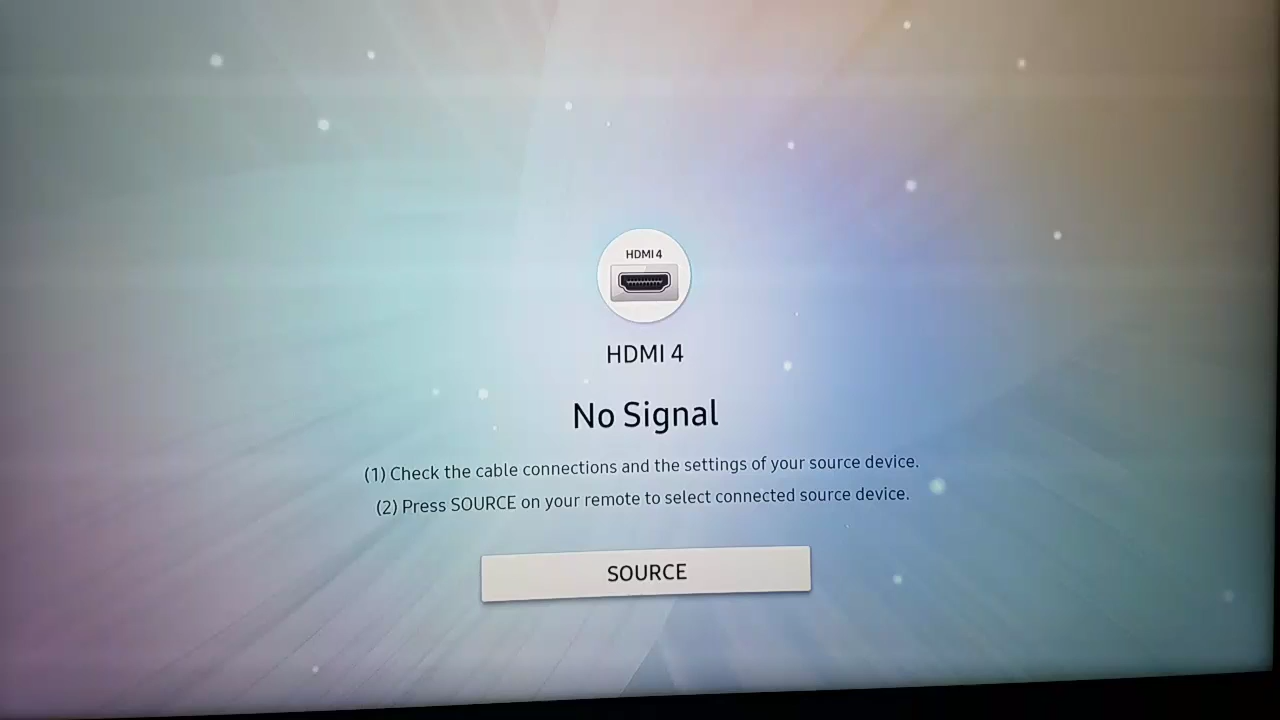 HDMI 4
HDMI 4
No Signal
(1) Check the cable connections and the settings of your source device.
(2) Press SOURCE on your remote to select connected source device.
SOURCE